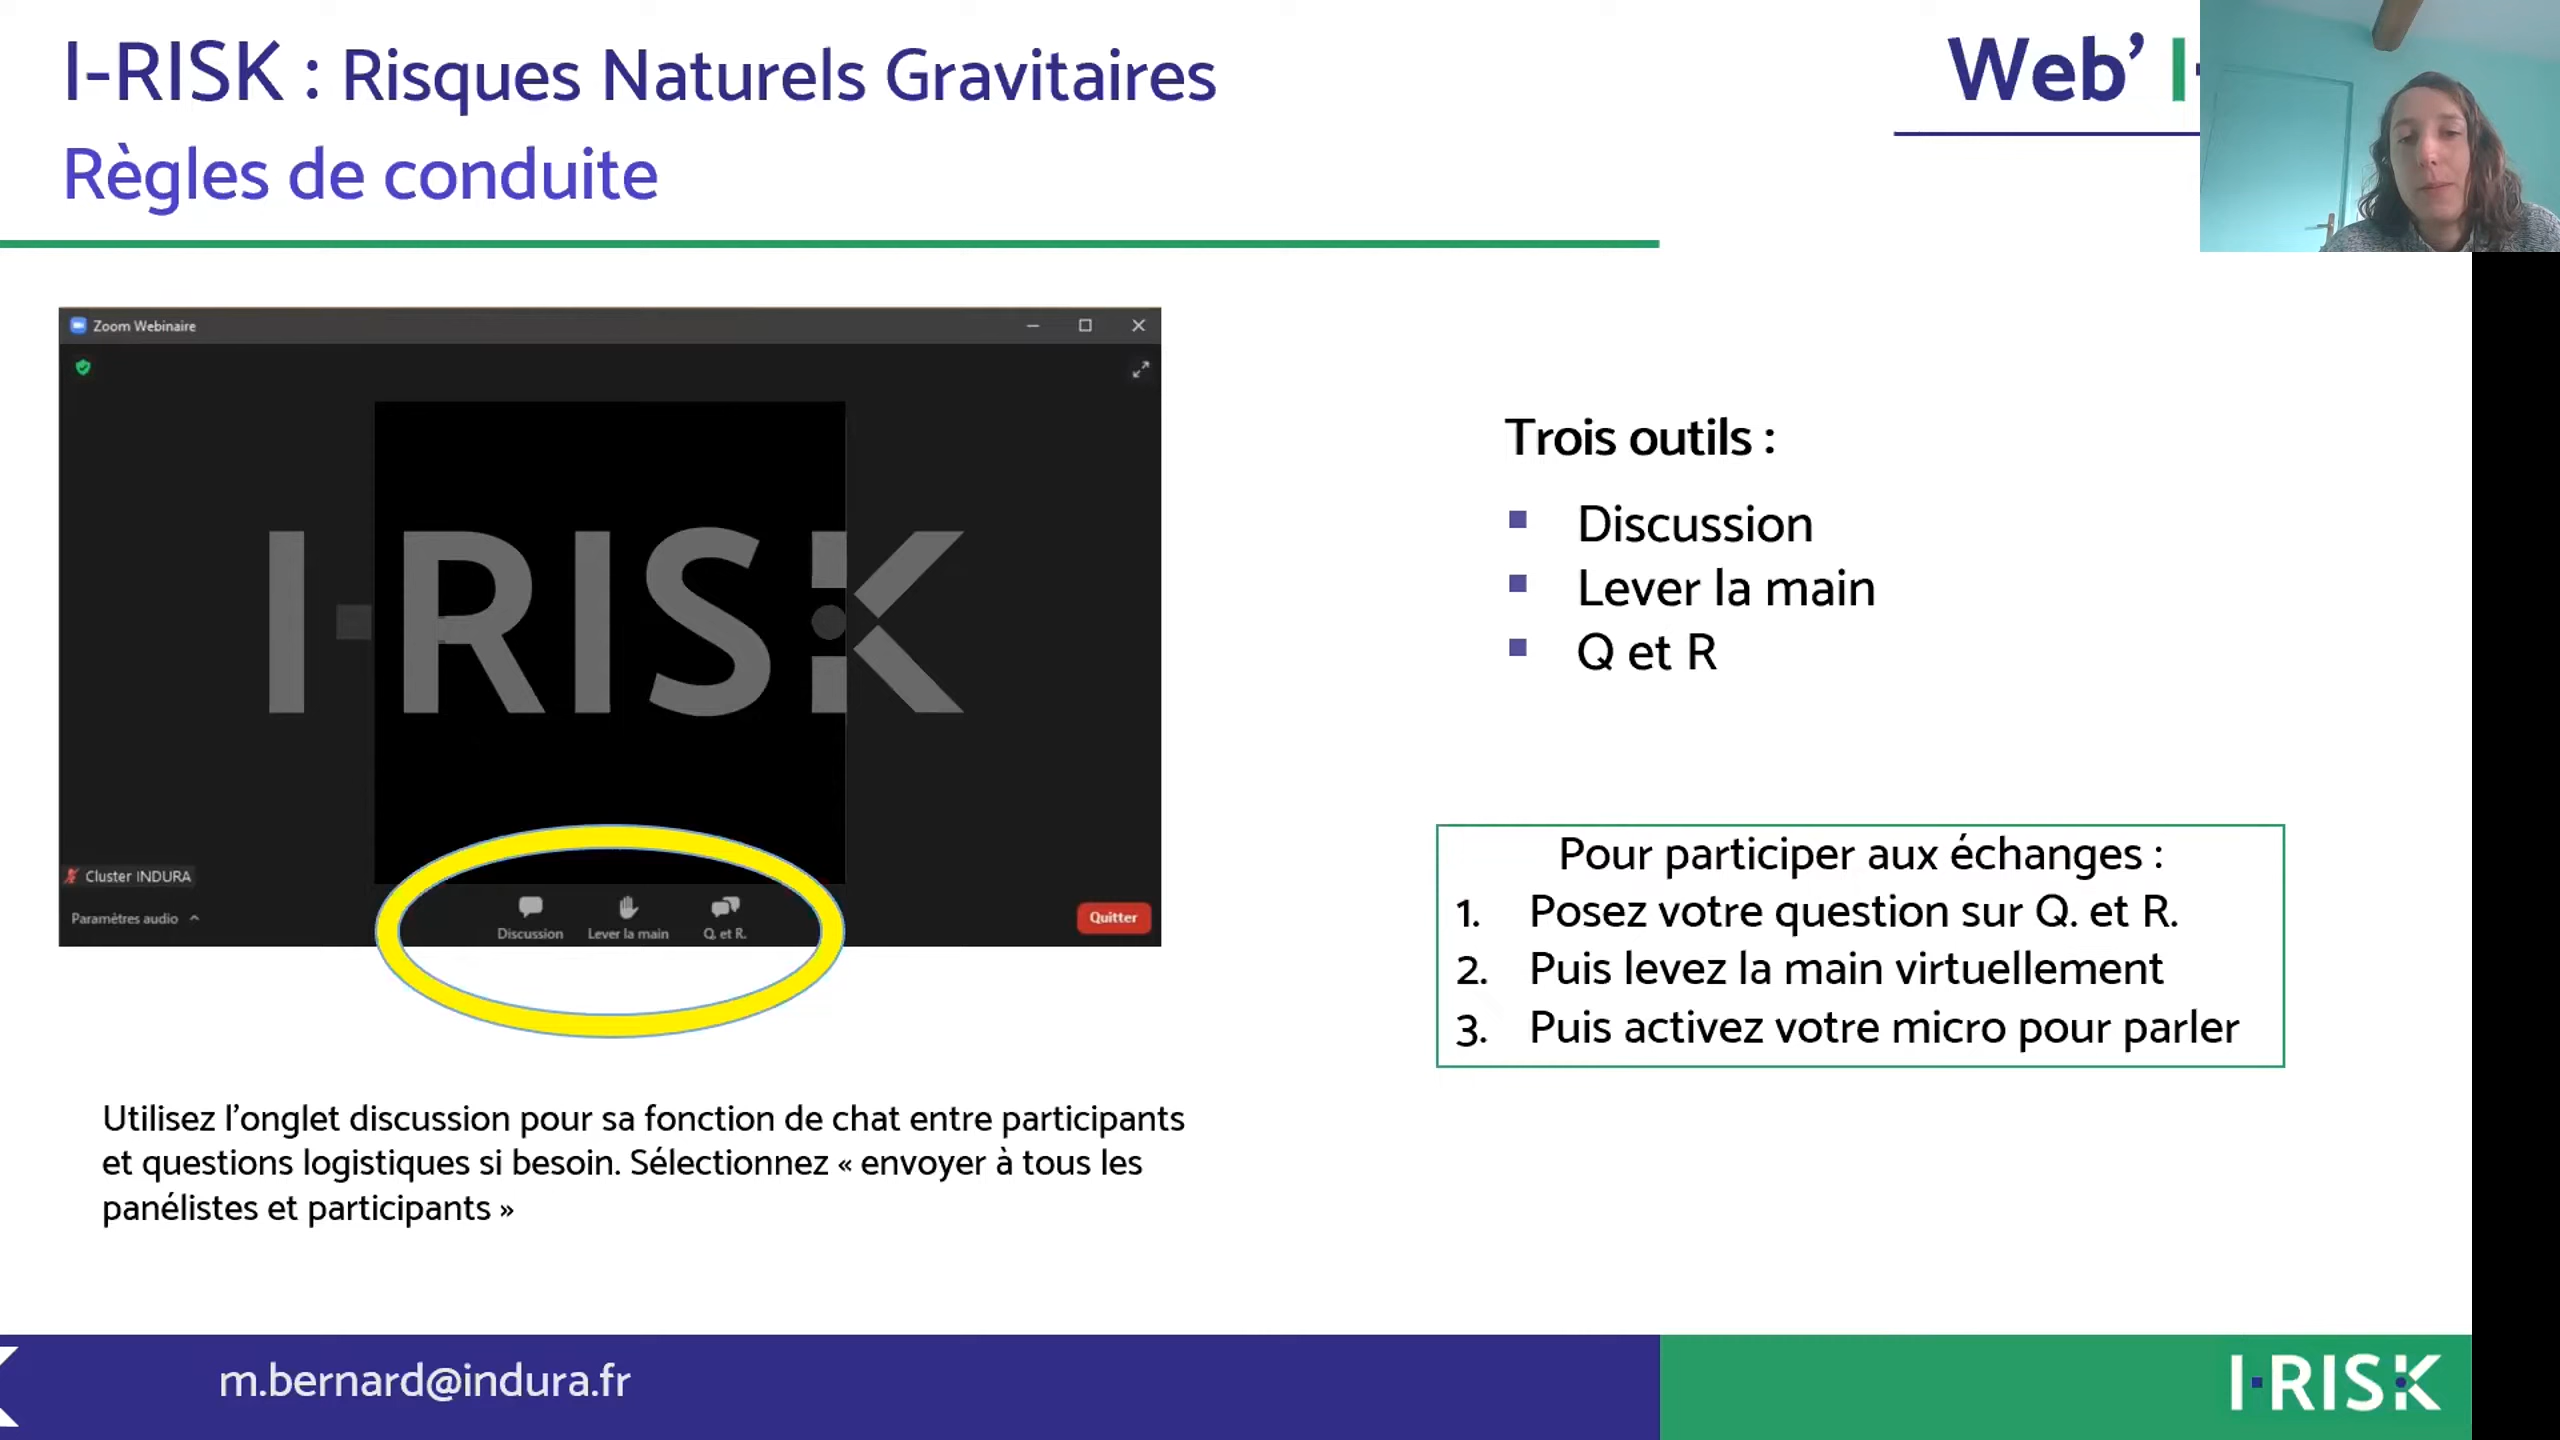 I-RISK : Risques Naturels Gravitaires
Règles de conduite
Web’ I
Zoom Webinaire
I-RISK
Cluster INDURA
Paramètres audio
Discussion
Lever la main
Q. et R.
Quitter
Trois outils :
Discussion
Lever la main
Q et R
Pour participer aux échanges :
1. Posez votre question sur Q. et R.
2. Puis levez la main virtuellement
3. Puis activez votre micro pour parler
Utilisez l’onglet discussion pour sa fonction de chat entre participants
et questions logistiques si besoin. Sélectionnez « envoyer à tous les
panélistes et participants »
m.bernard@indura.fr
I-RISK